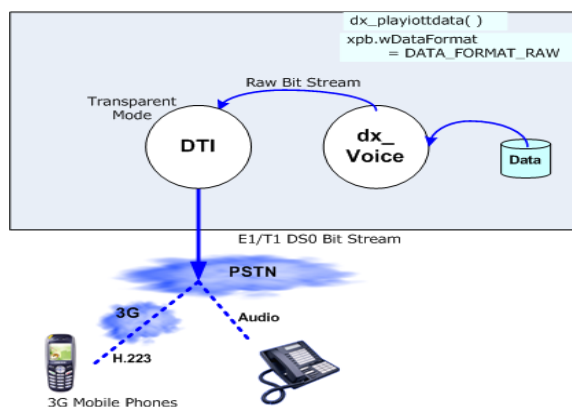 dx_playiottdata( )
xpb.wDataFormat
= DATA_FORMAT_RAW
Raw Bit Stream
Transparent
Mode
DTI
dx_
Voice
Data
E1/T1 DS0 Bit Stream
PSTN
3G
Audio
H.223
3G Mobile Phones